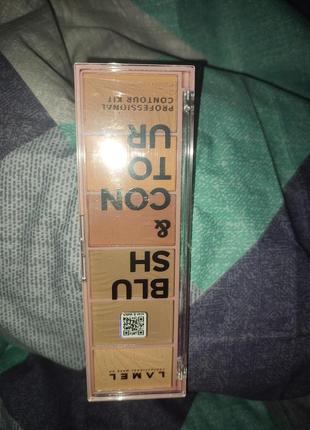 LAMEL
BLU
SH
&
CON
TO
UR
PROFESSIONAL
CONTOUR KIT